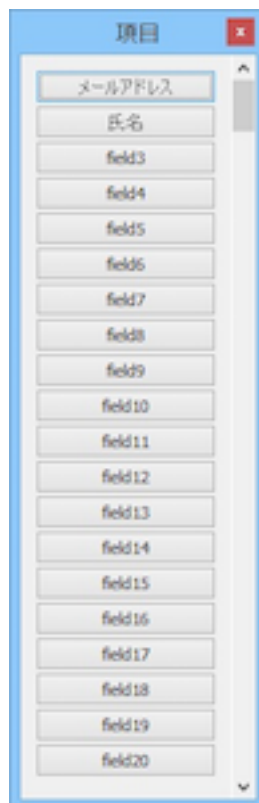 項目
メールアドレス
氏名
field3
field4
field5
field6
field7
field8
field9
field10
field11
field12
field13
field14
field15
field16
field17
field18
field19
field20